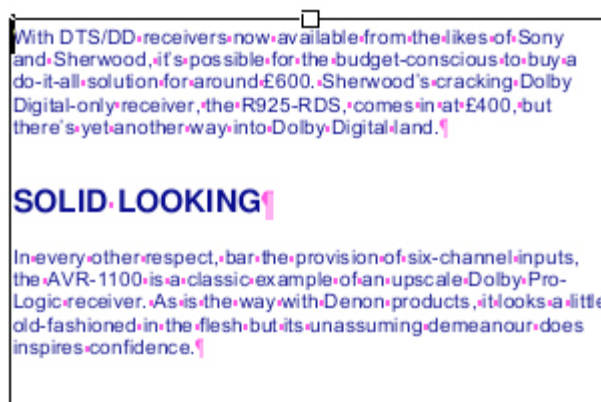 With DTS/DD receivers now available from the likes of Sony
and Sherwood, it's possible for the budget-conscious to buy a
do-it-all solution for around £600. Sherwood's cracking Dolby
Digital-only receiver, the R925-RDS, comes in at £400, but
there's yet another way into Dolby Digital land.¶
SOLID LOOKING¶
In every other respect, bar the provision of six-channel inputs,
the AVR-1100 is a classic example of an upscale Dolby Pro-
Logic receiver. As is the way with Denon products, it looks a little
old-fashioned in the flesh but its unassuming demeanour does
inspires confidence.¶